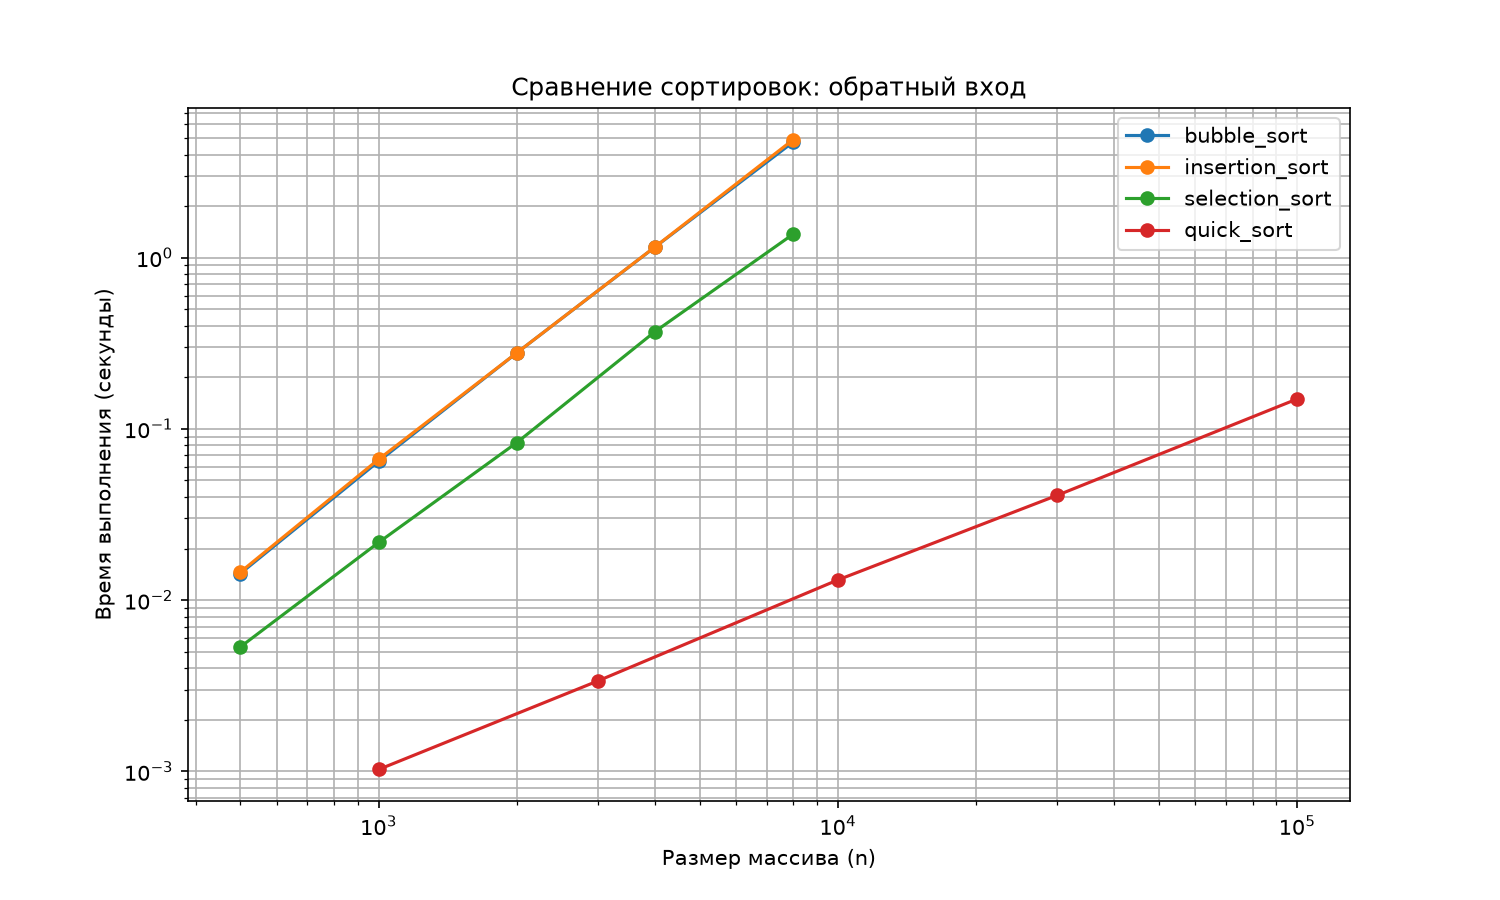 Сравнение сортировок: обратный вход
bubble_sort
insertion_sort
selection_sort
quick_sort
Время выполнения (секунды)
10⁰
10⁻¹
10⁻²
10⁻³
10³ 10⁴ 10⁵
Размер массива (n)